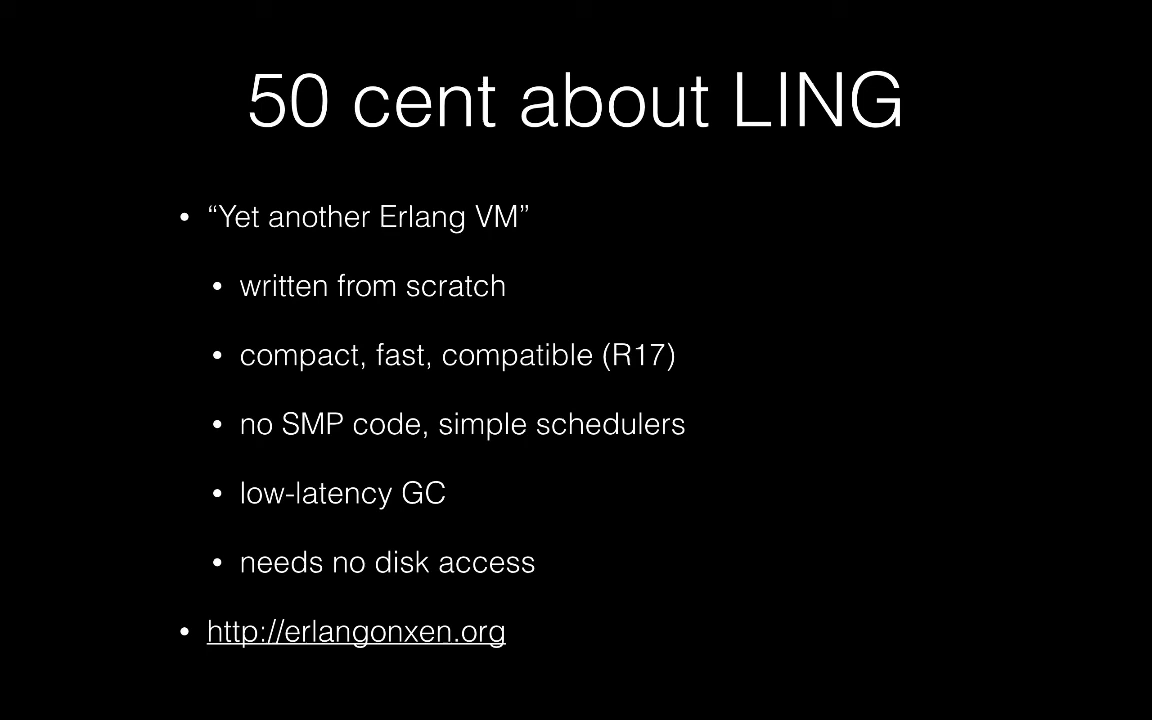 50 cent about LING
• “Yet another Erlang VM”
• written from scratch
• compact, fast, compatible (R17)
• no SMP code, simple schedulers
• low-latency GC
• needs no disk access
• http://erlangonxen.org